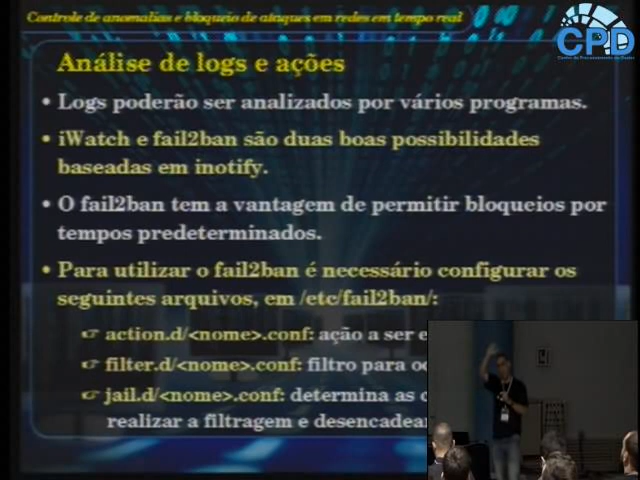 Controle de anomalias e bloqueio de ataques em redes em tempo real
CPD
Análise de logs e ações
• Logs poderão ser analizados por vários programas.
• iWatch e fail2ban são duas boas possibilidades
baseadas em inotify.
• O fail2ban tem a vantagem de permitir bloqueios por
tempos predeterminados.
• Para utilizar o fail2ban é necessário configurar os
seguintes arquivos, em /etc/fail2ban/:
☞ action.d/<nome>.conf: ação a ser
☞ filter.d/<nome>.conf: filtro para
☞ jail.d/<nome>.conf: determina as
realizar a filtragem e desencadear